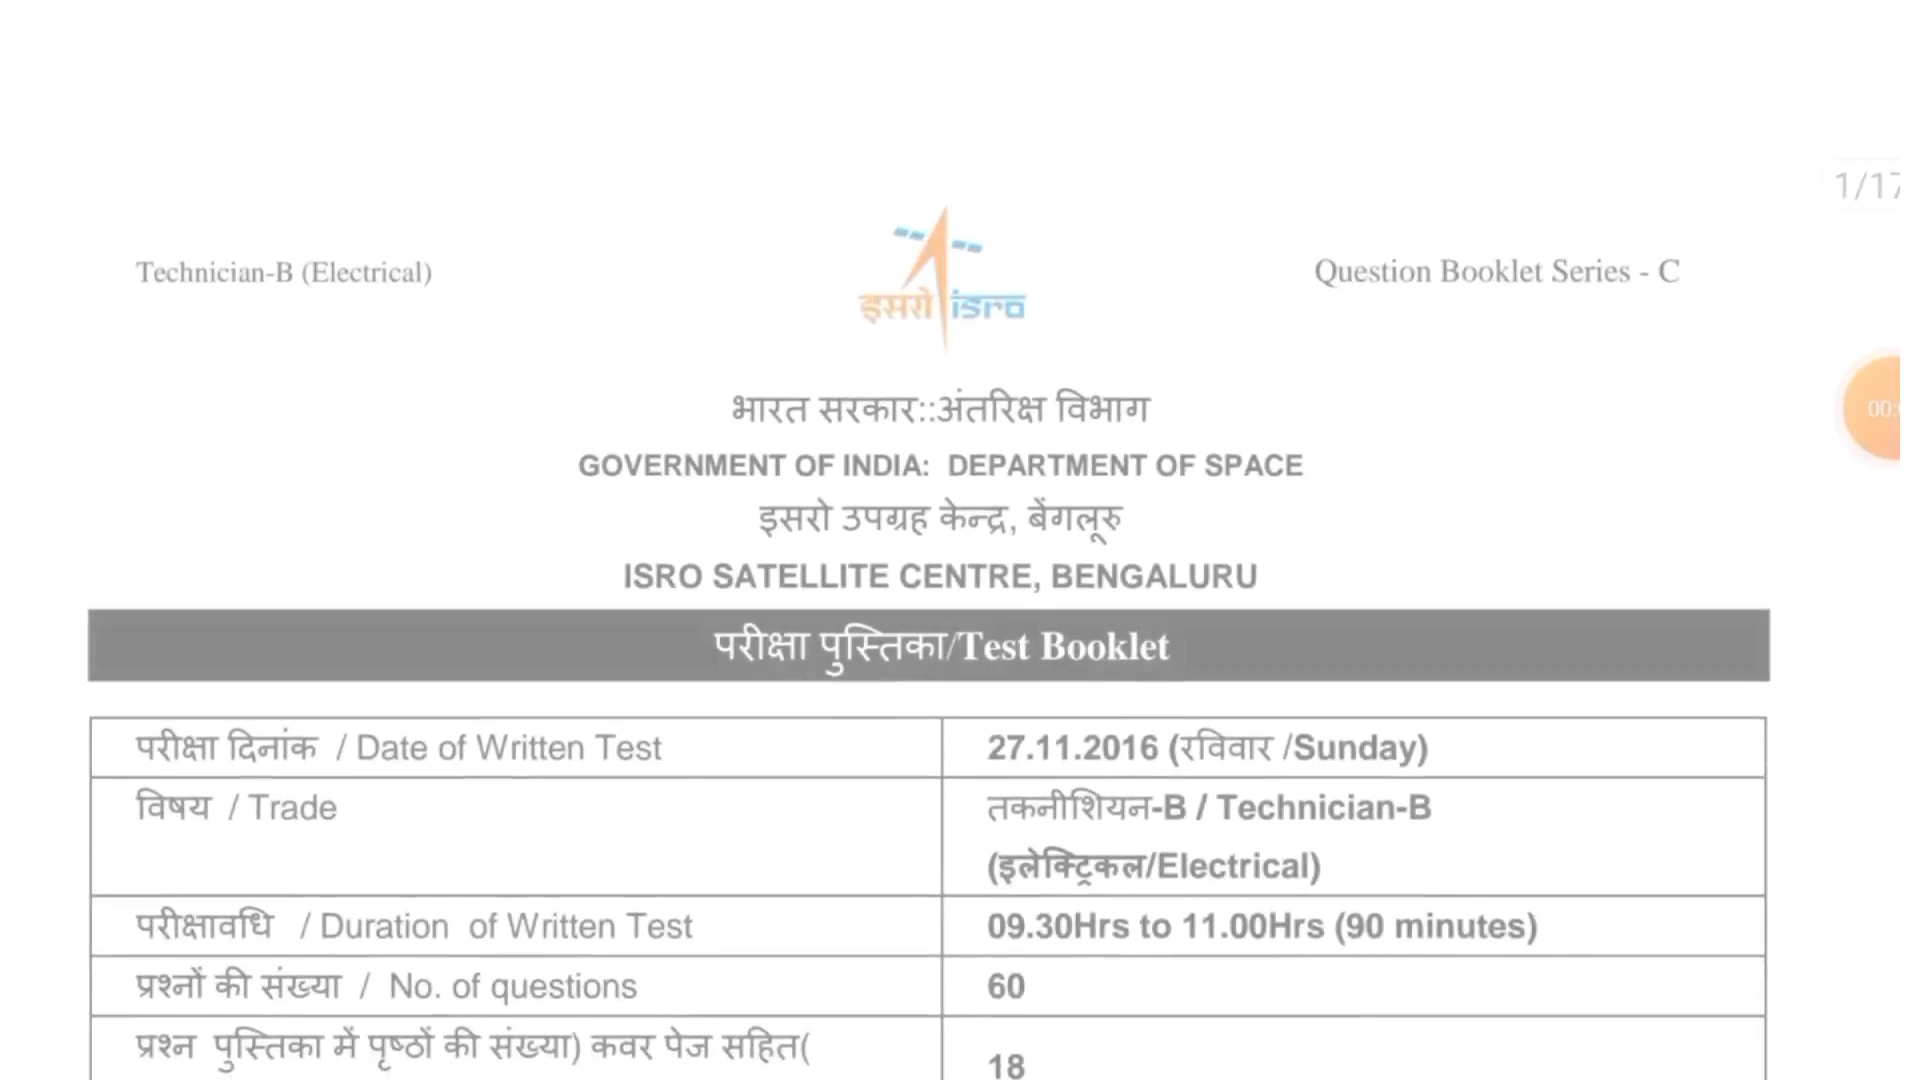 1/17
Technician-B (Electrical)
इसरो isro
Question Booklet Series - C
00:
भारत सरकार::अंतरिक्ष विभाग
GOVERNMENT OF INDIA: DEPARTMENT OF SPACE
इसरो उपग्रह केन्द्र, बेंगलूरु
ISRO SATELLITE CENTRE, BENGALURU
परीक्षा पुस्तिका/Test Booklet
परीक्षा दिनांक / Date of Written Test 27.11.2016 (रविवार /Sunday)
विषय / Trade तकनीशियन-B / Technician-B
(इलेक्ट्रिकल/Electrical)
परीक्षावधि / Duration of Written Test 09.30Hrs to 11.00Hrs (90 minutes)
प्रश्नों की संख्या / No. of questions 60
प्रश्न पुस्तिका में पृष्ठों की संख्या) कवर पेज सहित( 18